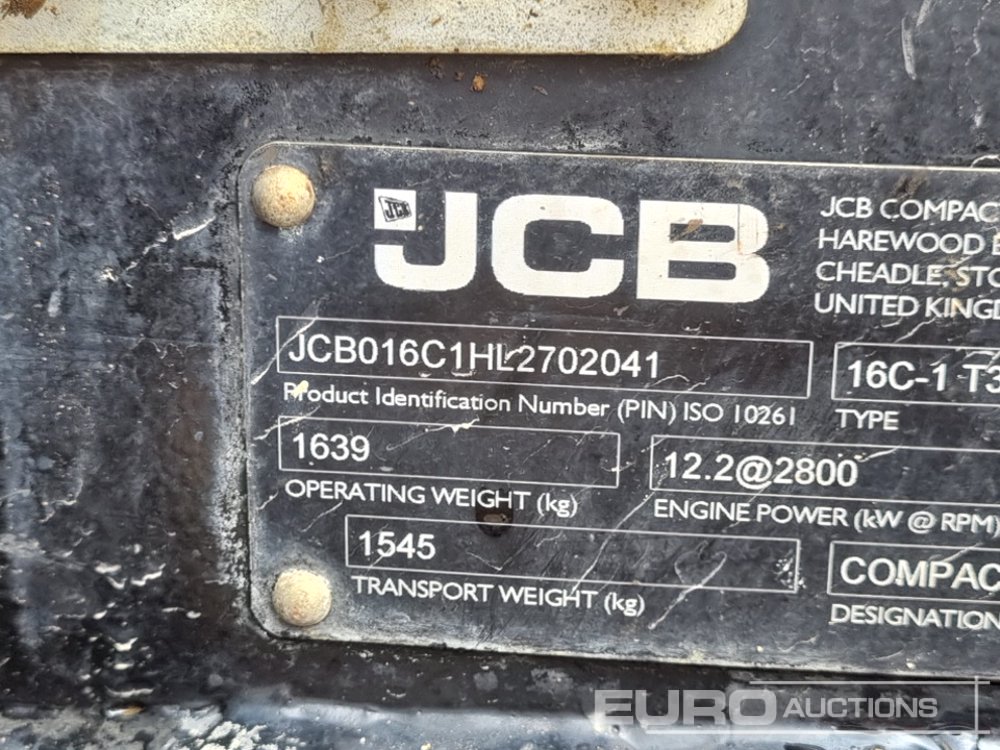 JCB
JCB
JCB COMPAC
HAREWOOD E
CHEADLE, STO
UNITED KINGD
JCB016C1HL2702041
16C-1 T3
Product Identification Number (PIN) ISO 10261
TYPE
1639
12.2@2800
OPERATING WEIGHT (kg)
ENGINE POWER (kW @ RPM)
1545
COMPAC
TRANSPORT WEIGHT (kg)
DESIGNATION
EURO AUCTIONS